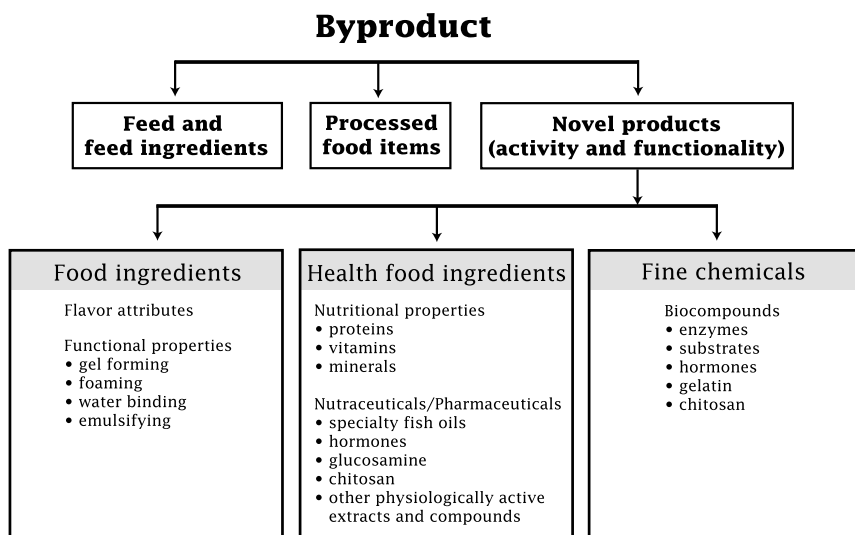 Byproduct
Feed and
feed ingredients
Processed
food items
Novel products
(activity and functionality)
Food ingredients
Flavor attributes
Functional properties
• gel forming
• foaming
• water binding
• emulsifying
Health food ingredients
Nutritional properties
• proteins
• vitamins
• minerals
Nutraceuticals/Pharmaceuticals
• specialty fish oils
• hormones
• glucosamine
• chitosan
• other physiologically active
extracts and compounds
Fine chemicals
Biocompounds
• enzymes
• substrates
• hormones
• gelatin
• chitosan